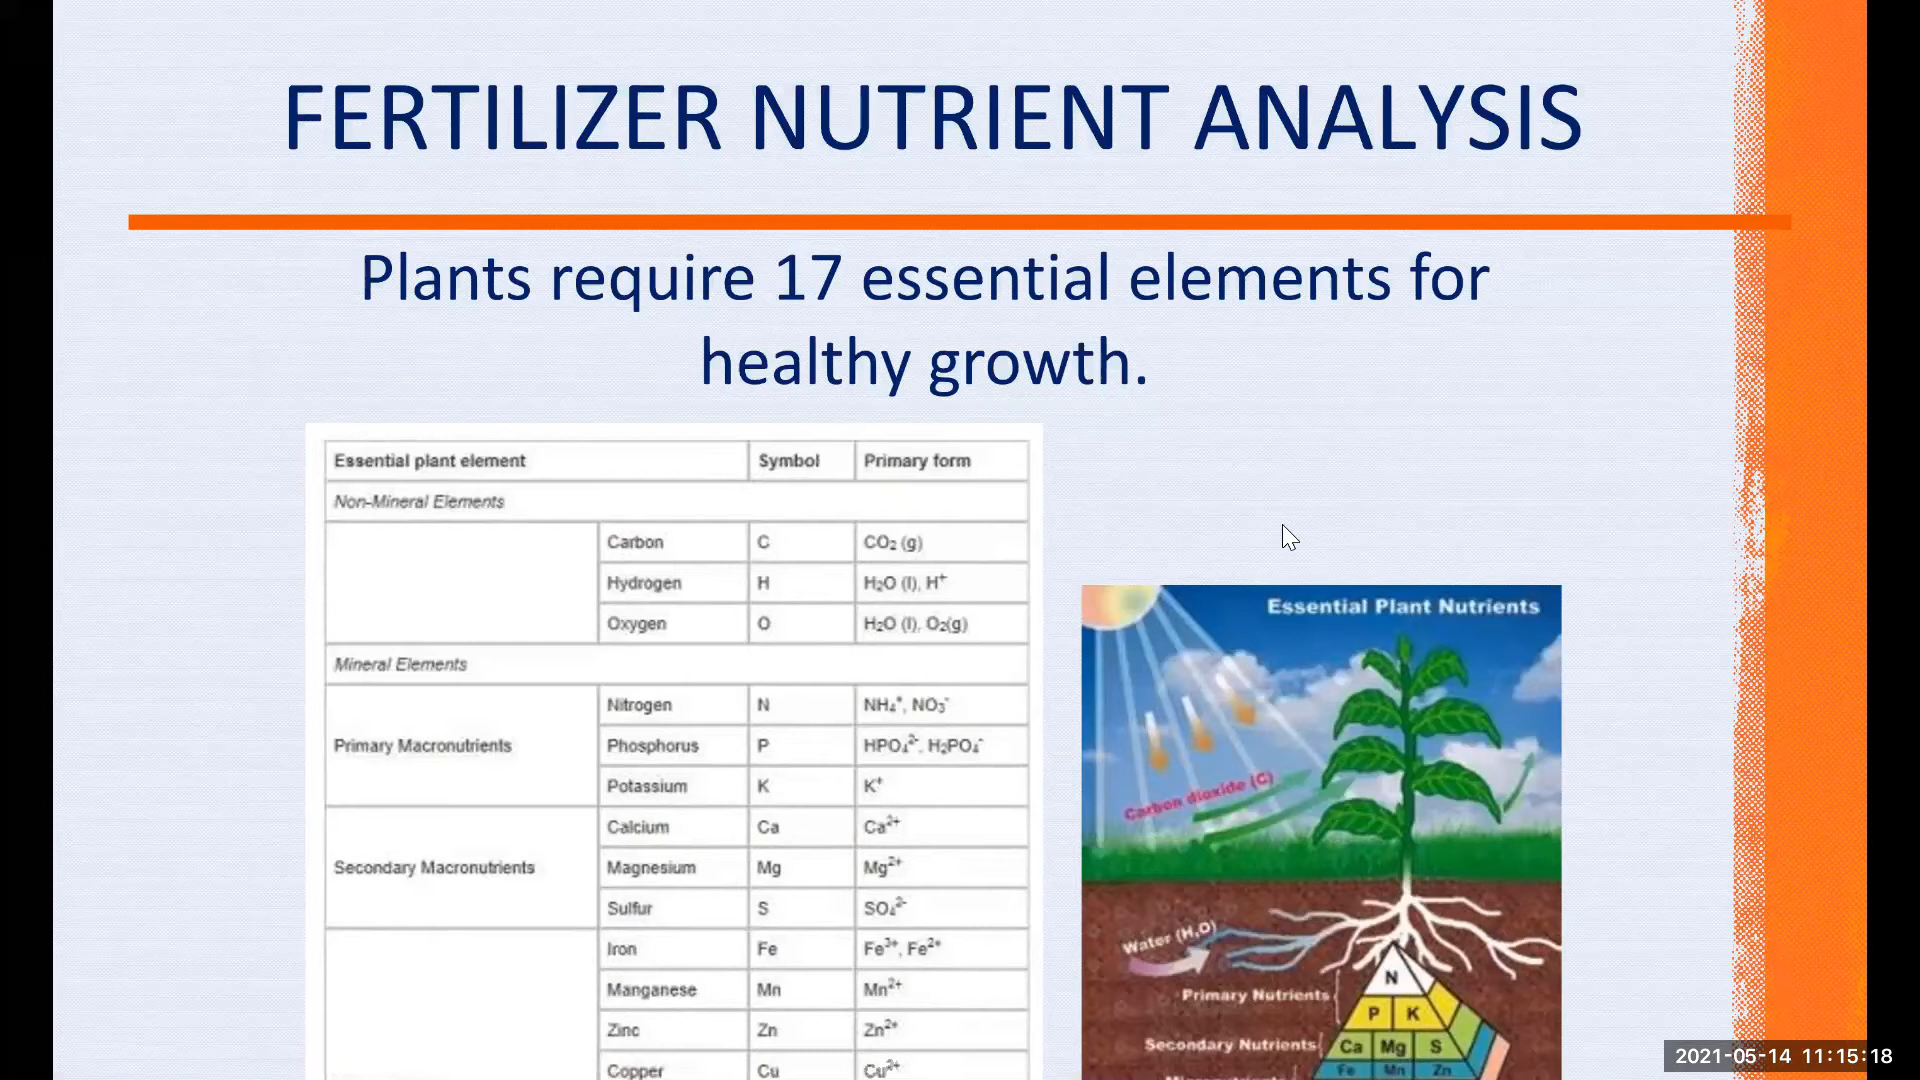 FERTILIZER NUTRIENT ANALYSIS
Plants require 17 essential elements for
healthy growth.
Essential plant element Symbol Primary form
Non-Mineral Elements
Carbon C CO₂ (g)
Hydrogen H H₂O (l), H⁺
Oxygen O H₂O (l), O₂(g)
Mineral Elements
Nitrogen N NH₄⁺, NO₃⁻
Primary Macronutrients Phosphorus P HPO₄²⁻, H₂PO₄⁻
Potassium K K⁺
Calcium Ca Ca²⁺
Secondary Macronutrients Magnesium Mg Mg²⁺
Sulfur S SO₄²⁻
Iron Fe Fe³⁺, Fe²⁺
Manganese Mn Mn²⁺
Zinc Zn Zn²⁺
Copper Cu Cu²⁺
Essential Plant Nutrients
Carbon dioxide (C)
Water (H₂O)
N
Primary Nutrients
P K
Secondary Nutrients Ca Mg S
Fe Mn Zn
2021-05-14 11:15:18